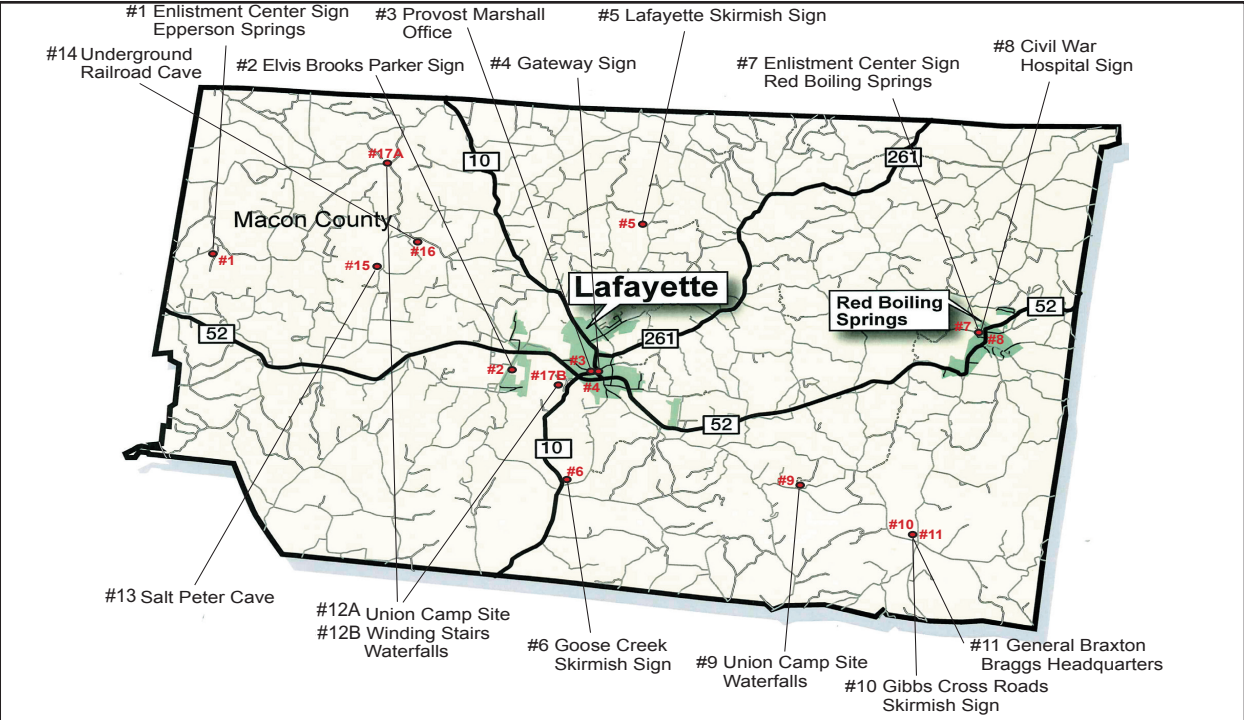 #1 Enlistment Center Sign
Epperson Springs
#3 Provost Marshall
Office
#5 Lafayette Skirmish Sign
#14 Underground
Railroad Cave
#2 Elvis Brooks Parker Sign
#4 Gateway Sign
#7 Enlistment Center Sign
Red Boiling Springs
#8 Civil War
Hospital Sign
#17A
10
261
Macon County
#5
#16
#1
#15
Lafayette
Red Boiling
Springs
52
52
261
#7
#8
#3
#2
#17B
#4
52
10
#6
#9
#10
#11
#13 Salt Peter Cave
#12A Union Camp Site
#12B Winding Stairs
Waterfalls
#6 Goose Creek
Skirmish Sign
#9 Union Camp Site
Waterfalls
#11 General Braxton
Braggs Headquarters
#10 Gibbs Cross Roads
Skirmish Sign